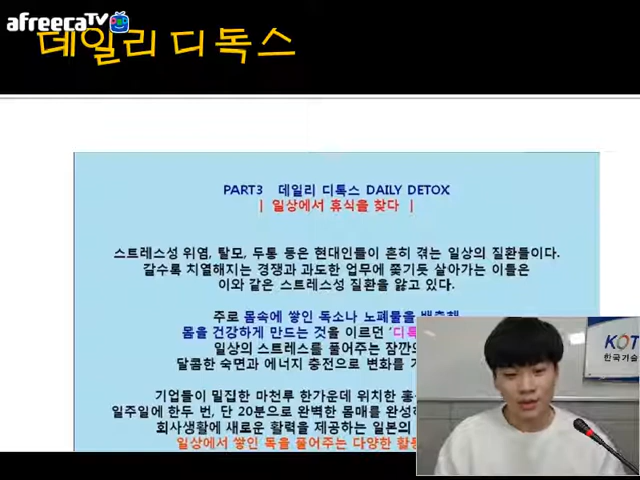 afreecaTV
데일리 디톡스
PART3 데일리 디톡스 DAILY DETOX
| 일상에서 휴식을 찾다 |
스트레스성 위염, 탈모, 두통 등은 현대인들이 흔히 겪는 일상의 질환들이다.
갈수록 치열해지는 경쟁과 과도한 업무에 쫓기듯 살아가는 이들은
이와 같은 스트레스성 질환을 앓고 있다.
주로 몸속에 쌓인 독소나 노폐물을 배출해
몸을 건강하게 만드는 것을 이르던 '디톡
일상의 스트레스를 풀어주는 잠깐의
달콤한 숙면과 에너지 충전으로 변화를
기업들이 밀집한 마천루 한가운데 위치한
일주일에 한두 번, 단 20분으로 완벽한 몸매를 완성
회사생활에 새로운 활력을 제공하는 일본의
일상에서 쌓인 독을 풀어주는 다양한
KOT
한국기술